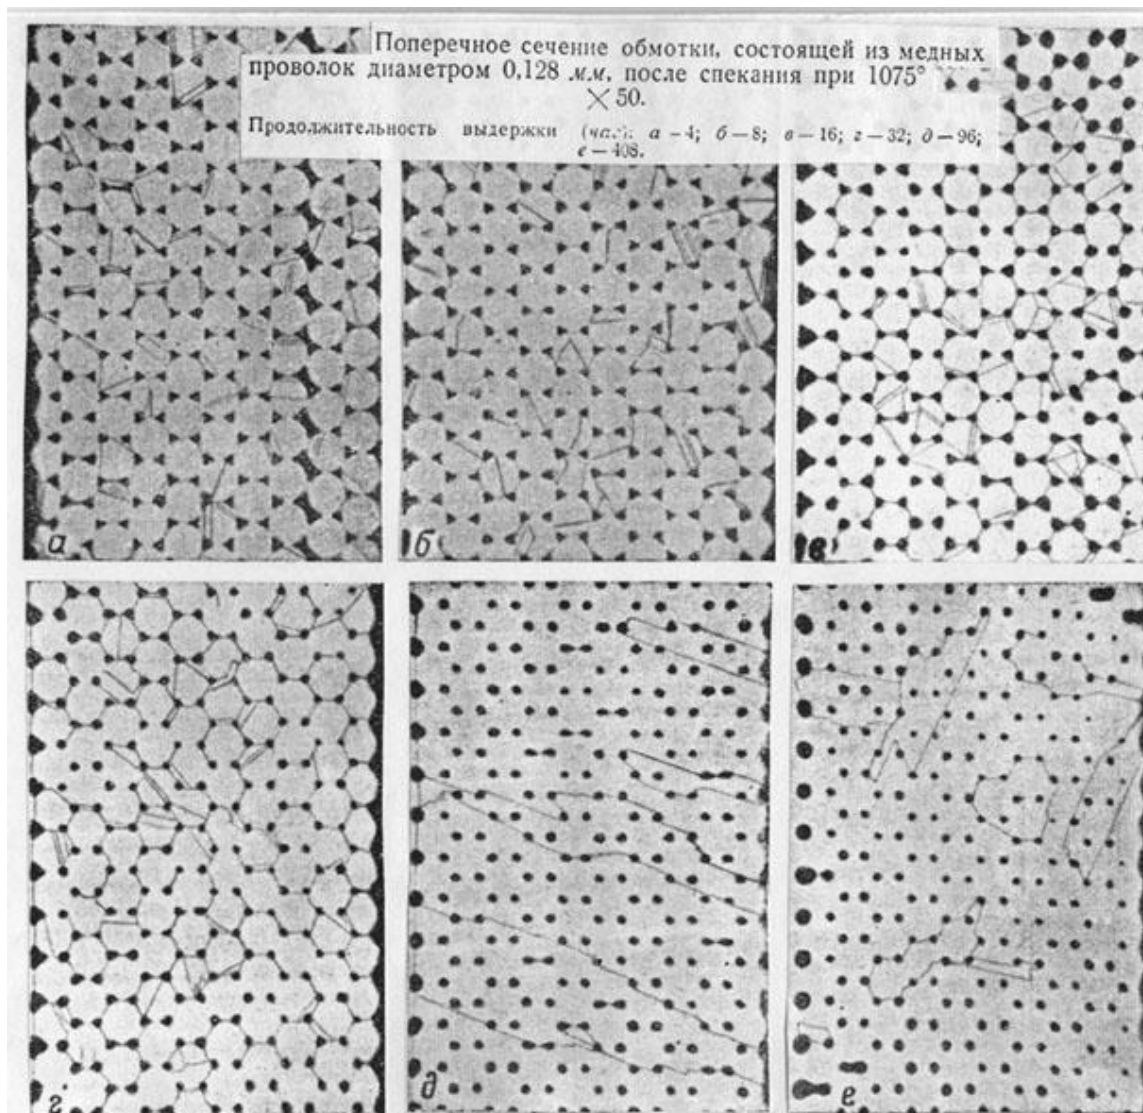 Поперечное сечение обмотки, состоящей из медных
проволок диаметром 0,128 мм, после спекания при 1075°
× 50.
Продолжительность выдержки (час): а – 4; б – 8; в – 16; г – 32; д – 96;
е – 408.
а
б
в
г
д
е